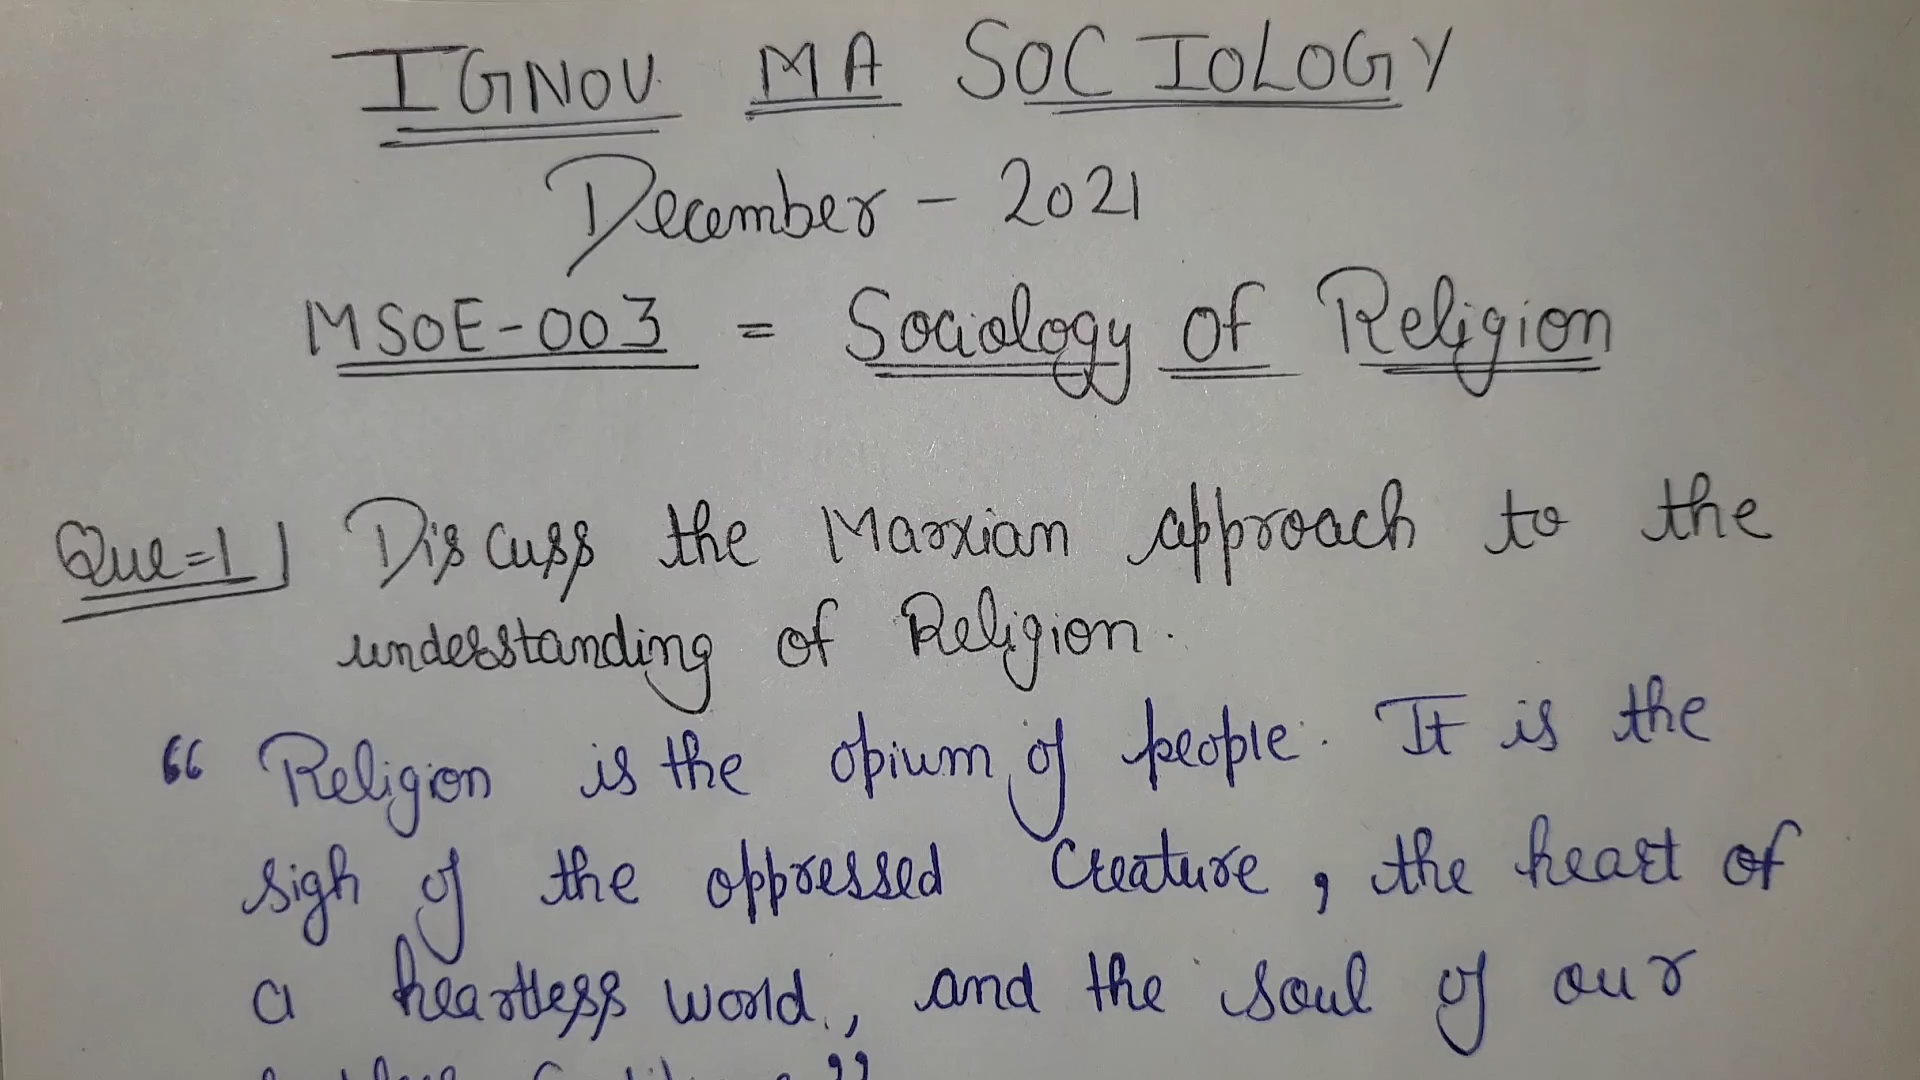 IGNOU MA SOCIOLOGY
December - 2021
MSOE-003 = Sociology of Religion
Que=1] Discuss the Marxian approach to the
understanding of Religion.
“ Religion is the opium of people. It is the
sigh of the oppressed creature, the heart of
a heartless world, and the soul of our
”